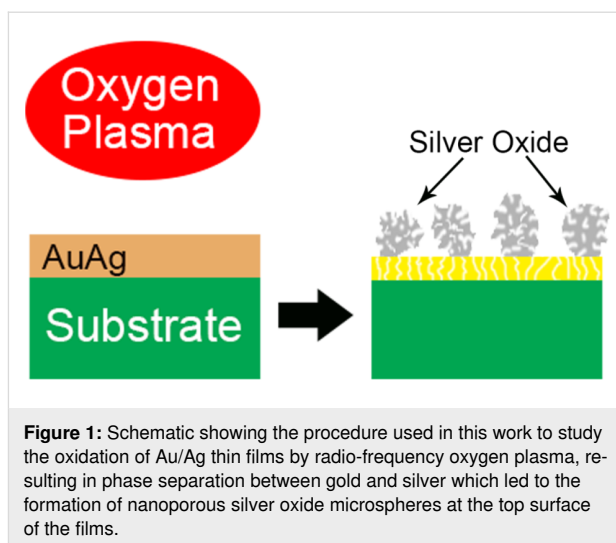 Oxygen
Plasma
AuAg
Substrate
Silver Oxide
Figure 1: Schematic showing the procedure used in this work to study
the oxidation of Au/Ag thin films by radio-frequency oxygen plasma, re-
sulting in phase separation between gold and silver which led to the
formation of nanoporous silver oxide microspheres at the top surface
of the films.